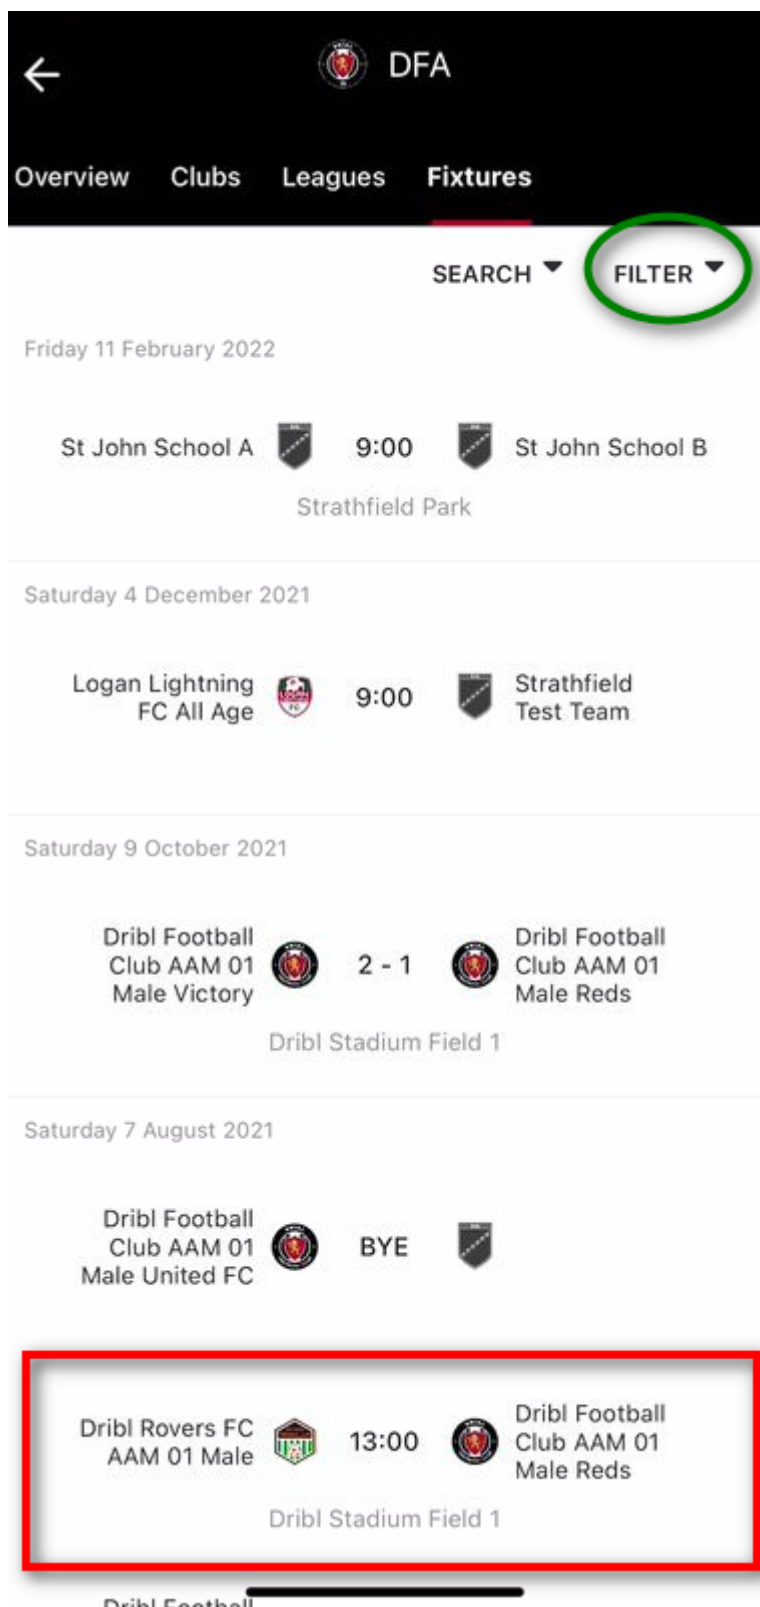 DFA
Overview Clubs Leagues Fixtures
SEARCH FILTER
Friday 11 February 2022
St John School A 9:00 St John School B
Strathfield Park
Saturday 4 December 2021
Logan Lightning FC All Age 9:00 Strathfield Test Team
Saturday 9 October 2021
Dribl Football Club AAM 01 Male Victory 2 - 1 Dribl Football Club AAM 01 Male Reds
Dribl Stadium Field 1
Saturday 7 August 2021
Dribl Football Club AAM 01 Male United FC BYE
Dribl Rovers FC AAM 01 Male 13:00 Dribl Football Club AAM 01 Male Reds
Dribl Stadium Field 1
Dribl Football